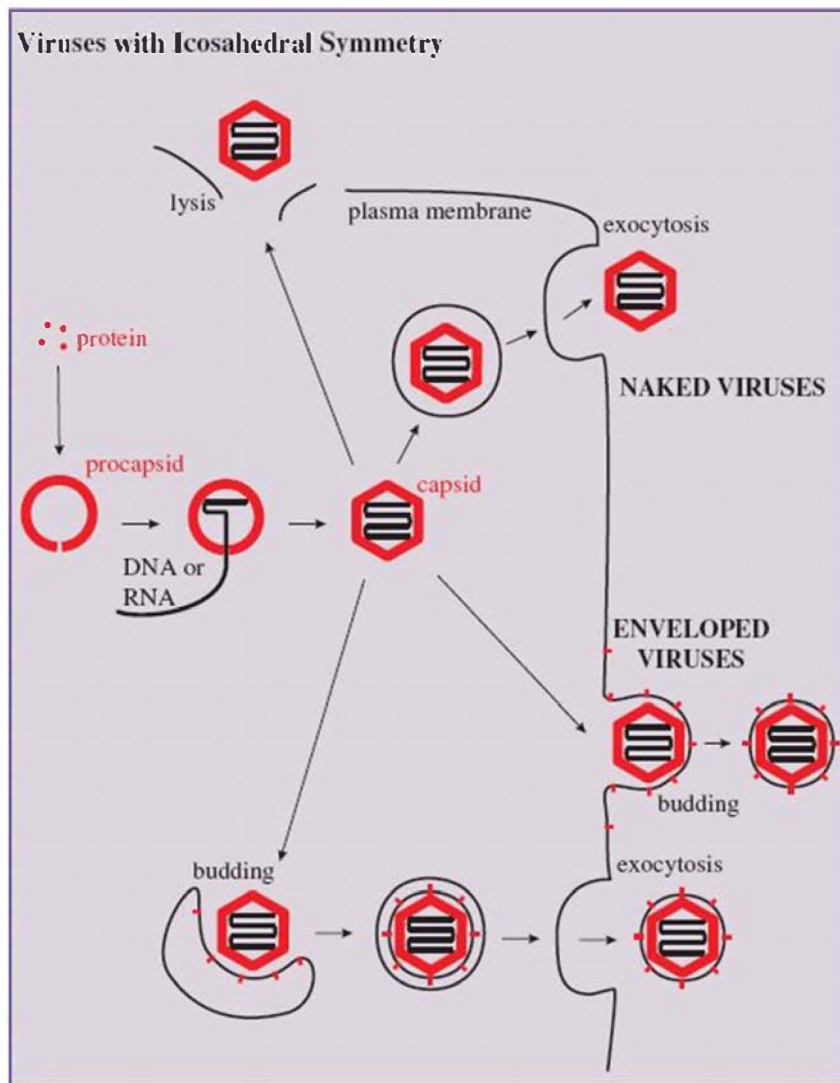 Viruses with Icosahedral Symmetry
lysis
plasma membrane
exocytosis
protein
NAKED VIRUSES
procapsid
capsid
DNA or
RNA
ENVELOPED
VIRUSES
budding
budding
exocytosis